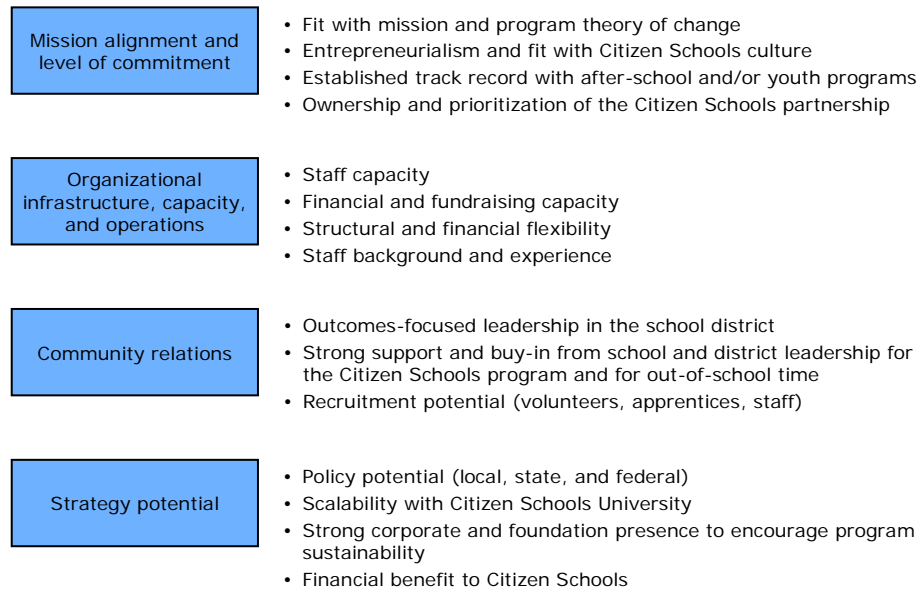 Mission alignment and
level of commitment
• Fit with mission and program theory of change
• Entrepreneurialism and fit with Citizen Schools culture
• Established track record with after-school and/or youth programs
• Ownership and prioritization of the Citizen Schools partnership
Organizational
infrastructure, capacity,
and operations
• Staff capacity
• Financial and fundraising capacity
• Structural and financial flexibility
• Staff background and experience
Community relations
• Outcomes-focused leadership in the school district
• Strong support and buy-in from school and district leadership for
the Citizen Schools program and for out-of-school time
• Recruitment potential (volunteers, apprentices, staff)
Strategy potential
• Policy potential (local, state, and federal)
• Scalability with Citizen Schools University
• Strong corporate and foundation presence to encourage program
sustainability
• Financial benefit to Citizen Schools